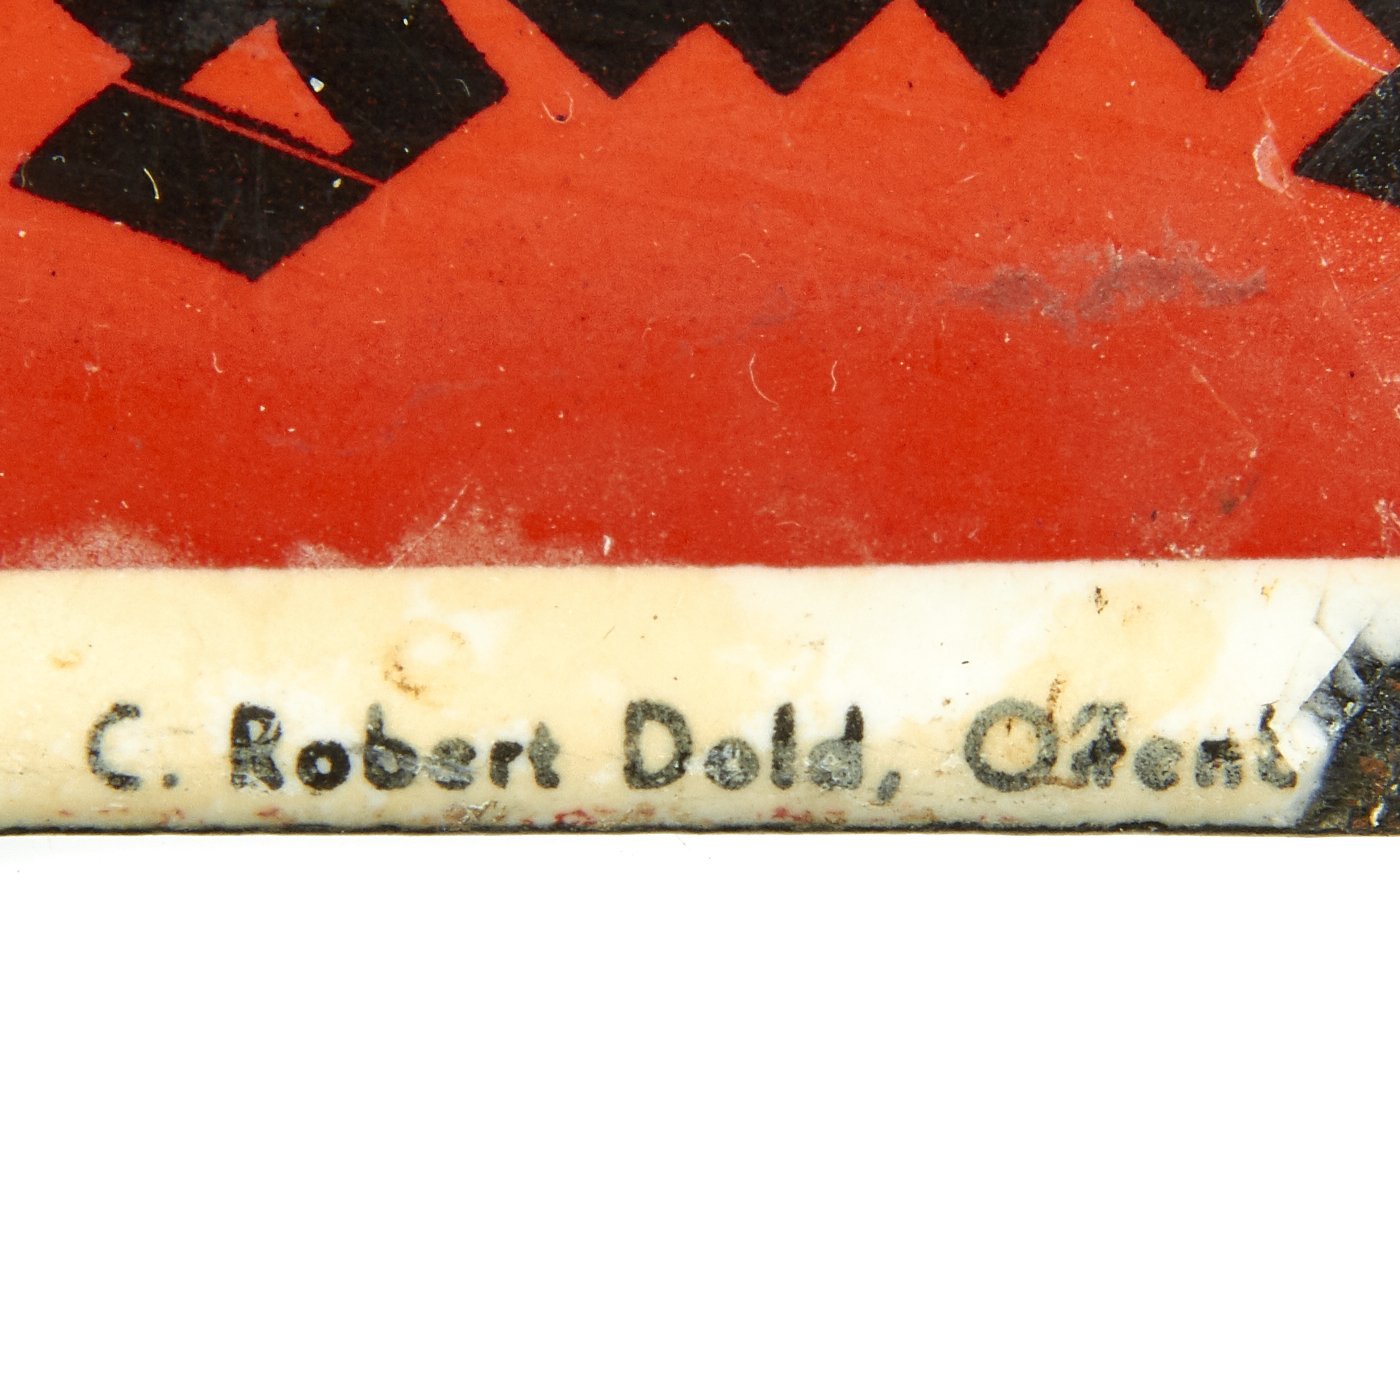 C. Robert Dold, Offenb